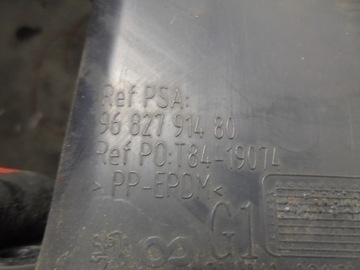 Ref PSA:
96 827 914 80
Ref PO:T84-19074
> PP-EPDM <
G1